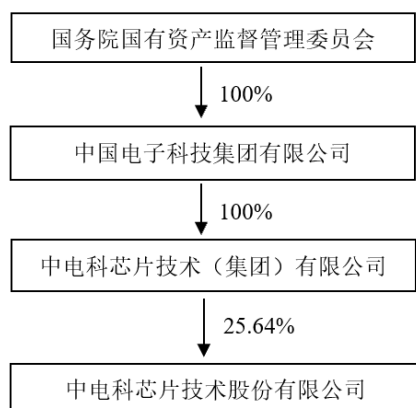 国务院国有资产监督管理委员会
100%
中国电子科技集团有限公司
100%
中电科芯片技术（集团）有限公司
25.64%
中电科芯片技术股份有限公司